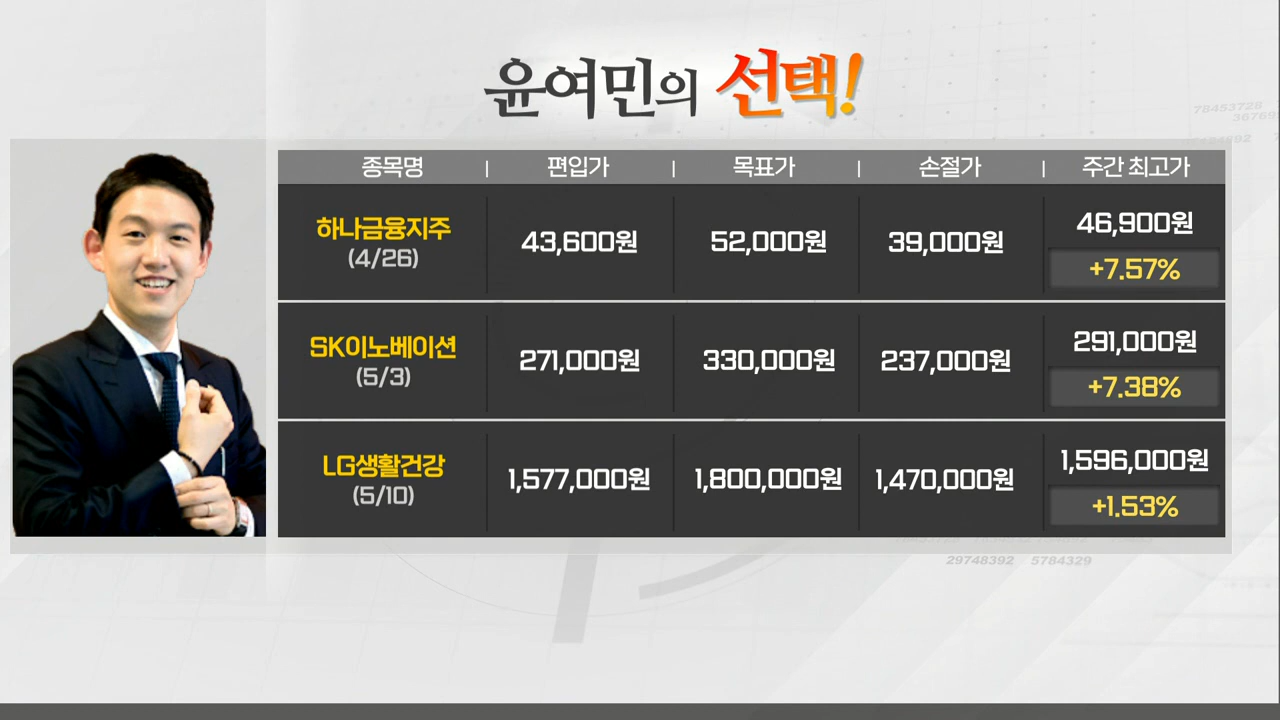 윤여민의 선택!
종목명 | 편입가 | 목표가 | 손절가 | 주간 최고가
하나금융지주 (4/26) 43,600원 52,000원 39,000원 46,900원 +7.57%
SK이노베이션 (5/3) 271,000원 330,000원 237,000원 291,000원 +7.38%
LG생활건강 (5/10) 1,577,000원 1,800,000원 1,470,000원 1,596,000원 +1.53%
78453728
29748392 5784329